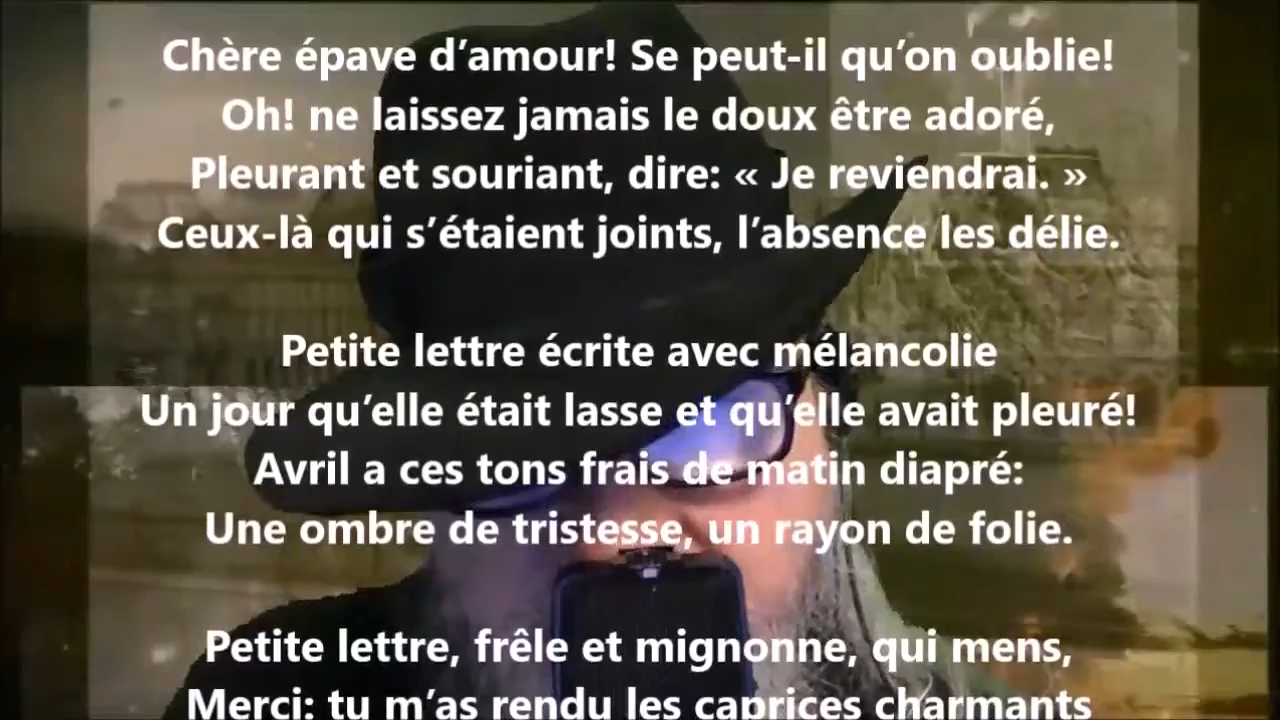 Chère épave d’amour! Se peut-il qu’on oublie!
Oh! ne laissez jamais le doux être adoré,
Pleurant et souriant, dire: « Je reviendrai. »
Ceux-là qui s’étaient joints, l’absence les délie.
Petite lettre écrite avec mélancolie
Un jour qu’elle était lasse et qu’elle avait pleuré!
Avril a ces tons frais de matin diapré:
Une ombre de tristesse, un rayon de folie.
Petite lettre, frêle et mignonne, qui mens,
Merci: tu m’as rendu les caprices charmants